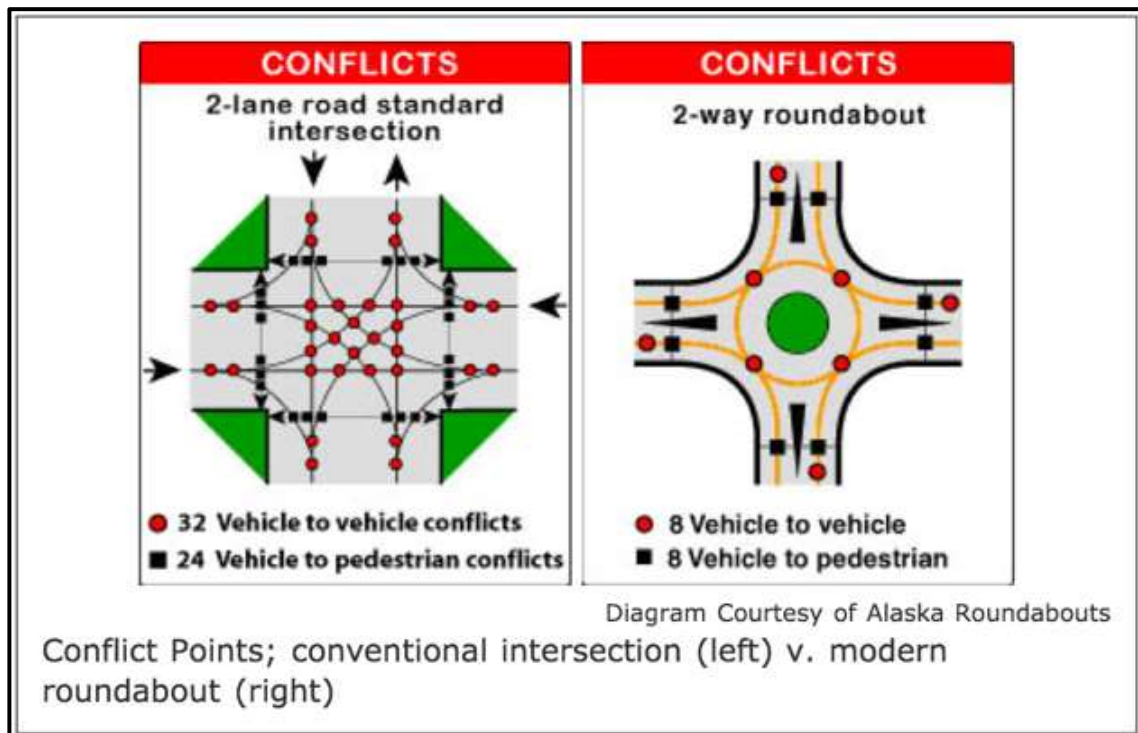 CONFLICTS
2-lane road standard
intersection
32 Vehicle to vehicle conflicts
24 Vehicle to pedestrian conflicts
CONFLICTS
2-way roundabout
8 Vehicle to vehicle
8 Vehicle to pedestrian
Diagram Courtesy of Alaska Roundabouts
Conflict Points; conventional intersection (left) v. modern
roundabout (right)